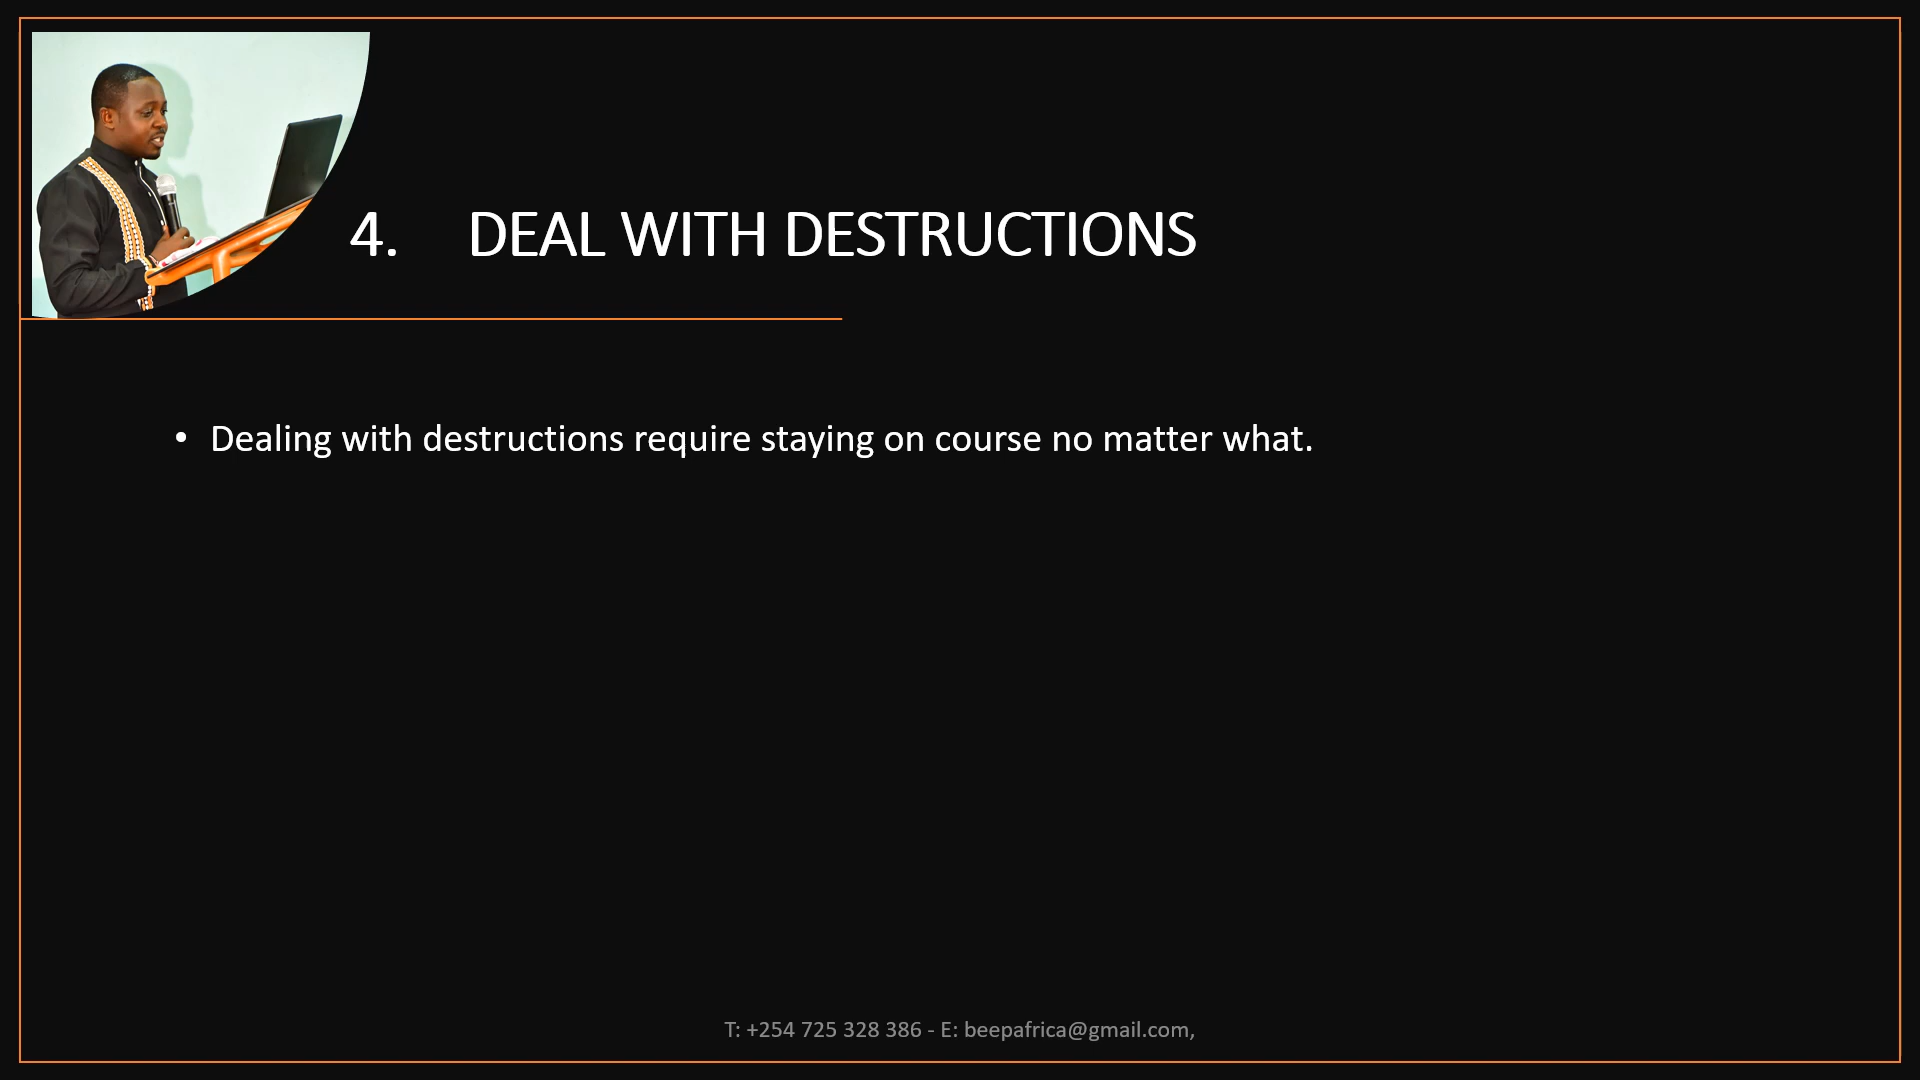 4. DEAL WITH DESTRUCTIONS
• Dealing with destructions require staying on course no matter what.
T: +254 725 328 386 - E: beepafrica@gmail.com,